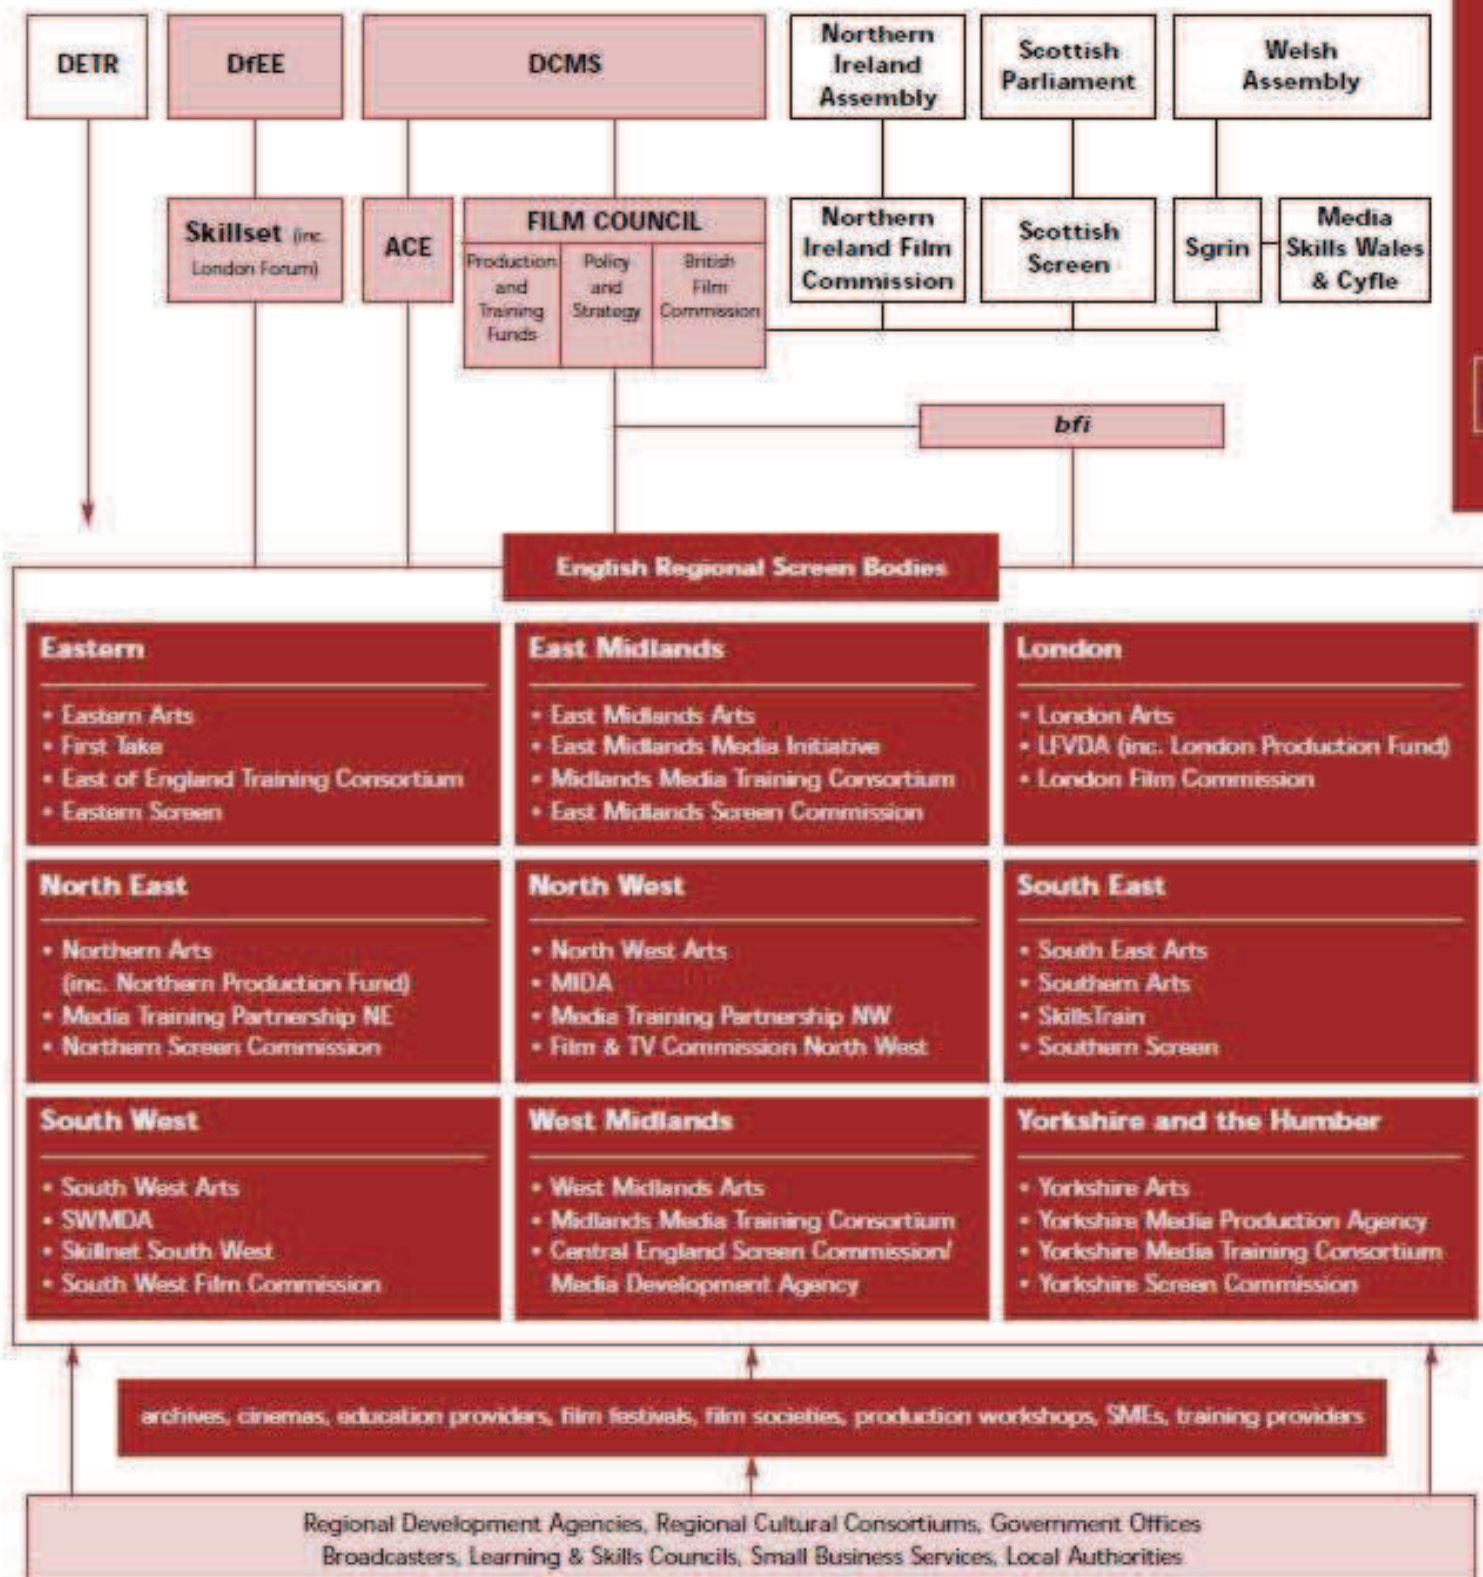 DETR
DfEE
DCMS
Northern
Ireland
Assembly
Scottish
Parliament
Welsh
Assembly
Skillset (inc.
London Forum)
ACE
FILM COUNCIL
Production
and
Training
Funds
Policy
and
Strategy
British
Film
Commission
Northern
Ireland Film
Commission
Scottish
Screen
Sgrin
Media
Skills Wales
& Cyfle
bfi
English Regional Screen Bodies
Eastern
• Eastern Arts
• First Take
• East of England Training Consortium
• Eastern Screen
East Midlands
• East Midlands Arts
• East Midlands Media Initiative
• Midlands Media Training Consortium
• East Midlands Screen Commission
London
• London Arts
• LFVDA (inc. London Production Fund)
• London Film Commission
North East
• Northern Arts
(inc. Northern Production Fund)
• Media Training Partnership NE
• Northern Screen Commission
North West
• North West Arts
• MIDA
• Media Training Partnership NW
• Film & TV Commission North West
South East
• South East Arts
• Southern Arts
• SkillsTrain
• Southern Screen
South West
• South West Arts
• SWMDA
• Skillnet South West
• South West Film Commission
West Midlands
• West Midlands Arts
• Midlands Media Training Consortium
• Central England Screen Commission/
Media Development Agency
Yorkshire and the Humber
• Yorkshire Arts
• Yorkshire Media Production Agency
• Yorkshire Media Training Consortium
• Yorkshire Screen Commission
archives, cinemas, education providers, film festivals, film societies, production workshops, SMEs, training providers
Regional Development Agencies, Regional Cultural Consortiums, Government Offices
Broadcasters, Learning & Skills Councils, Small Business Services, Local Authorities